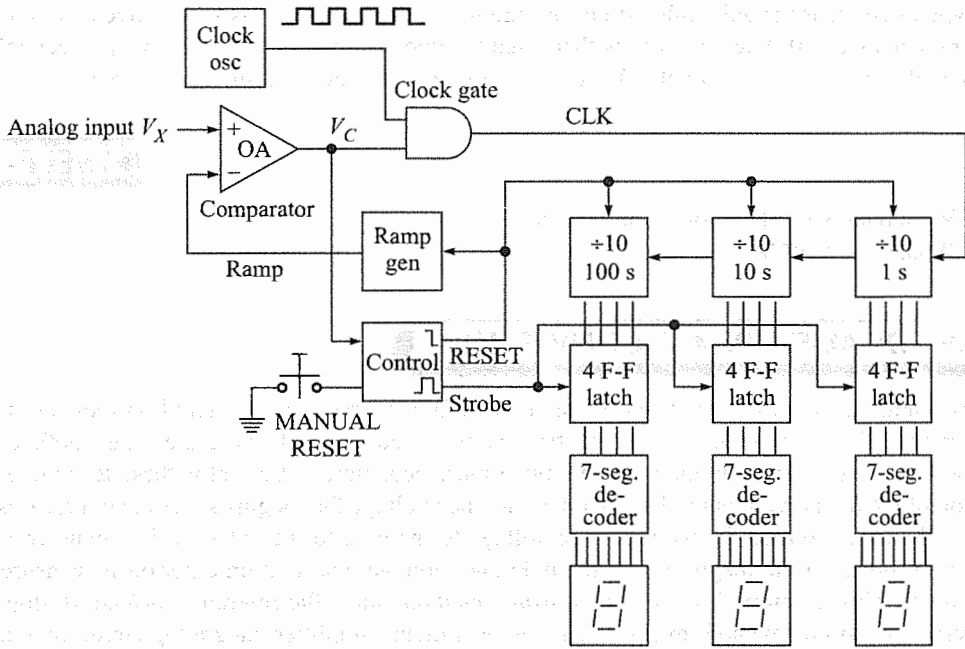 Clock
osc
Clock gate
CLK
Analog input V_X
+
OA
−
V_C
Comparator
Ramp
gen
Ramp
÷10
100 s
÷10
10 s
÷10
1 s
Control
RESET
Strobe
MANUAL
RESET
4 F-F
latch
4 F-F
latch
4 F-F
latch
7-seg.
de-
coder
7-seg.
de-
coder
7-seg.
de-
coder